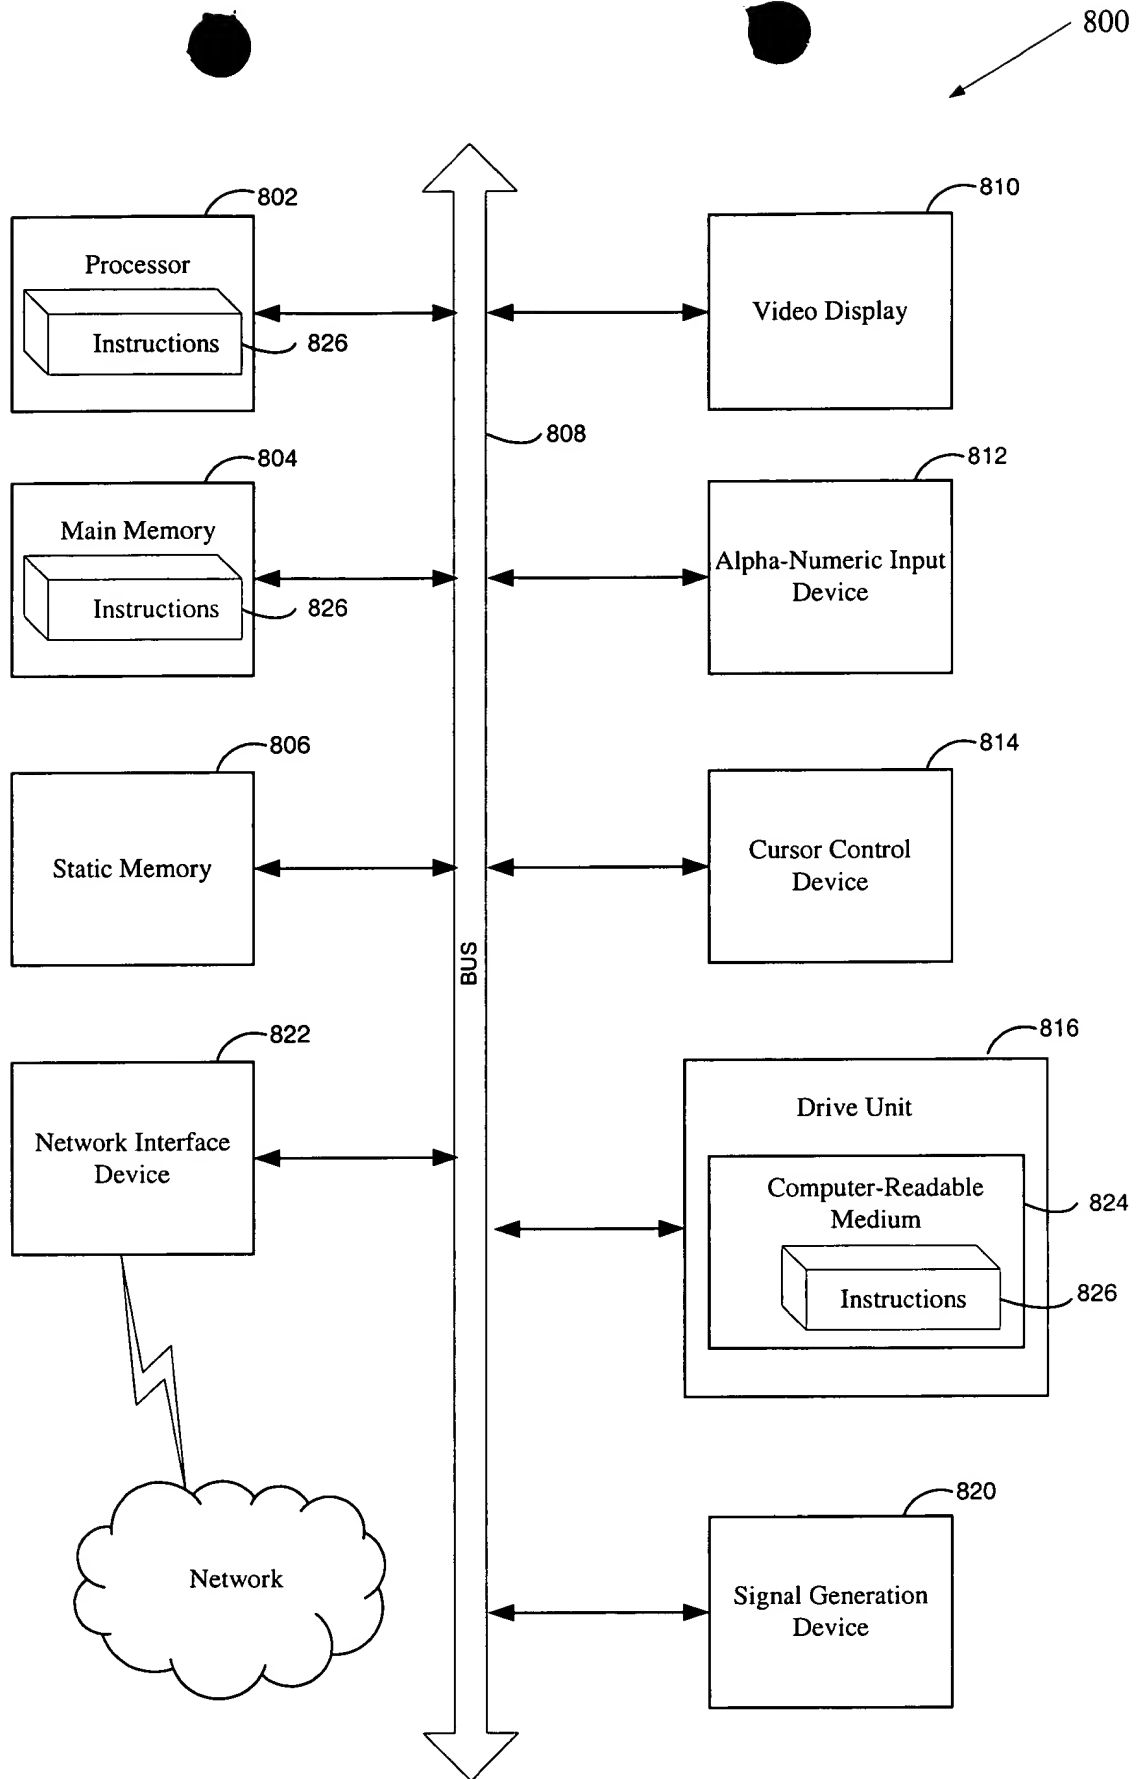 800
802
Processor
Instructions
826
810
Video Display
808
804
Main Memory
Instructions
826
812
Alpha-Numeric Input
Device
806
Static Memory
814
Cursor Control
Device
BUS
822
Network Interface
Device
816
Drive Unit
Computer-Readable
Medium
824
Instructions
826
Network
820
Signal Generation
Device